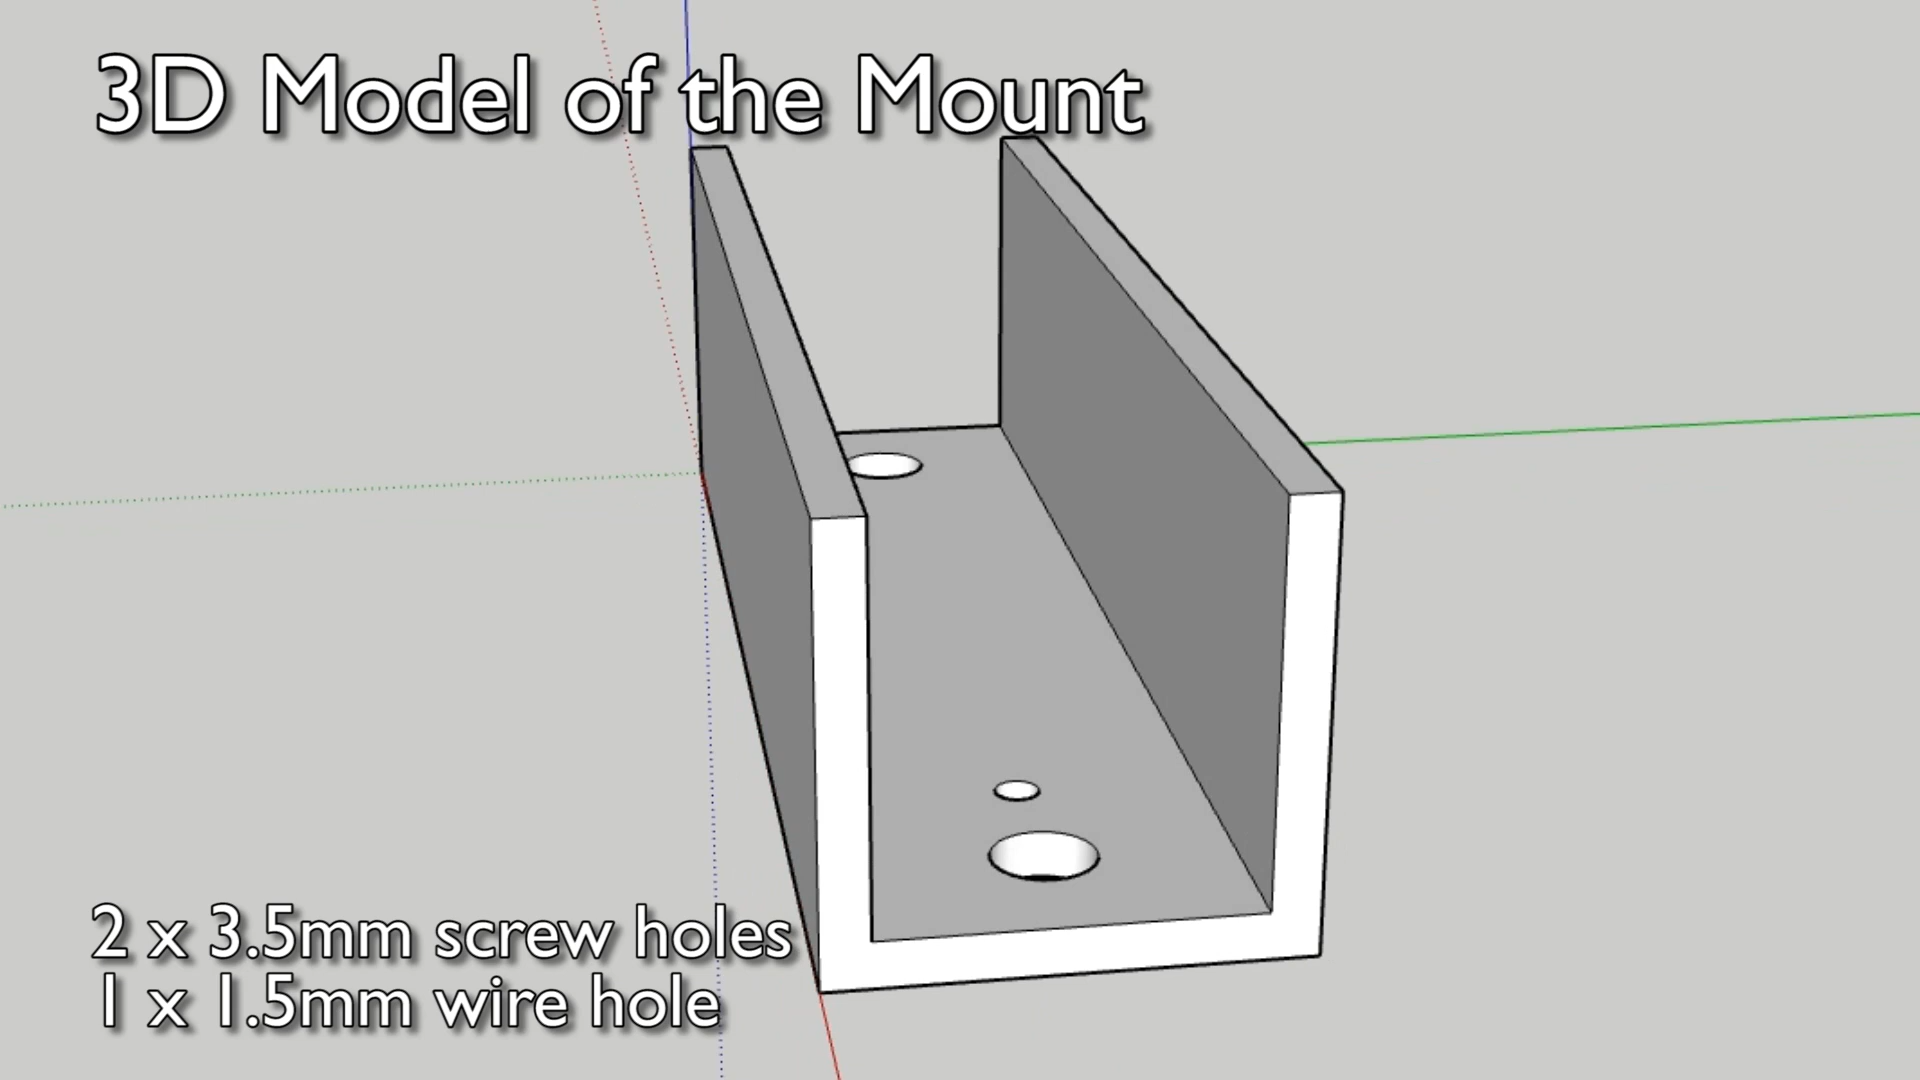 3D Model of the Mount
2 x 3.5mm screw holes
1 x 1.5mm wire hole